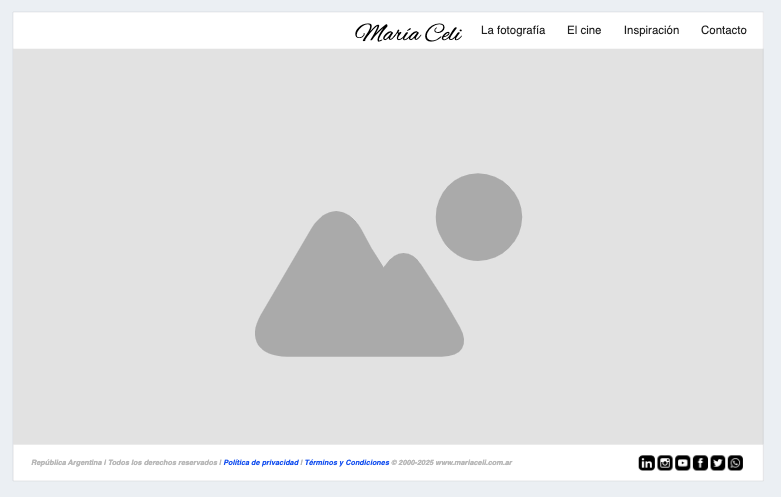 María Celi La fotografía El cine Inspiración Contacto
República Argentina | Todos los derechos reservados | Política de privacidad | Términos y Condiciones © 2000-2025 www.mariaceli.com.ar